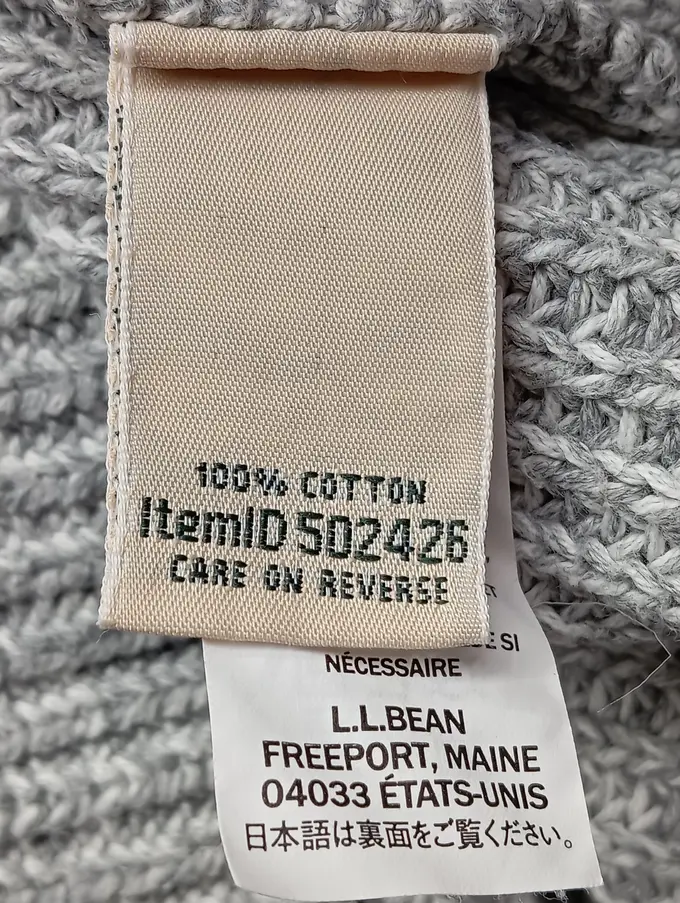 100% COTTON
ItemID 502426
CARE ON REVERSE
SI
NÉCESSAIRE
L.L.BEAN
FREEPORT, MAINE
04033 ÉTATS-UNIS
日本語は裏面をご覧ください。